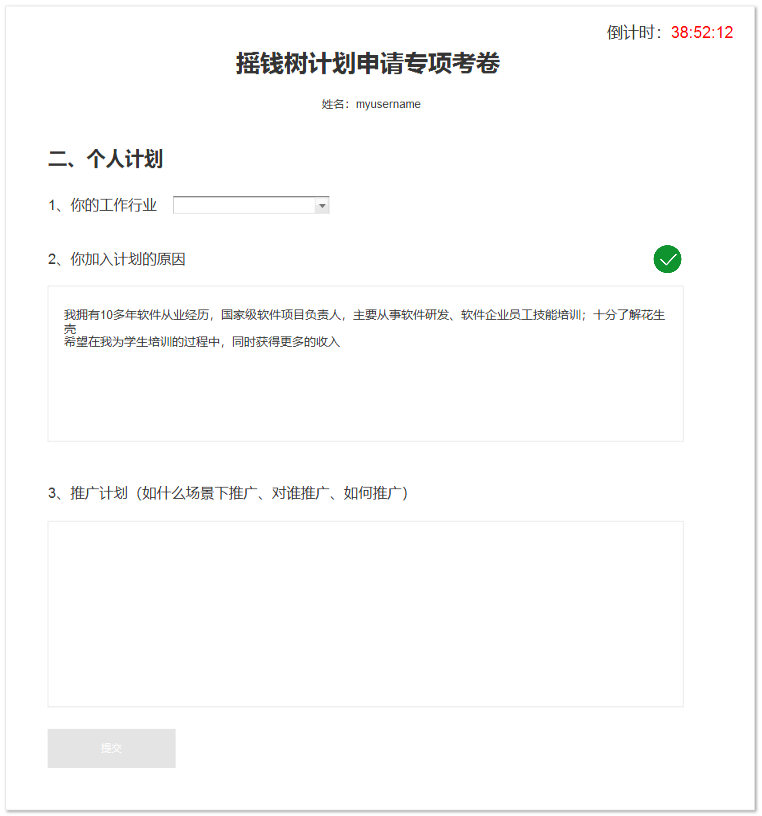 倒计时：38:52:12
摇钱树计划申请专项考卷
姓名：myusername
二、个人计划
1、你的工作行业
2、你加入计划的原因
我拥有10多年软件从业经历，国家级软件项目负责人，主要从事软件研发、软件企业员工技能培训；十分了解花生
壳
希望在我为学生培训的过程中，同时获得更多的收入
3、推广计划（如什么场景下推广、对谁推广、如何推广）
提交